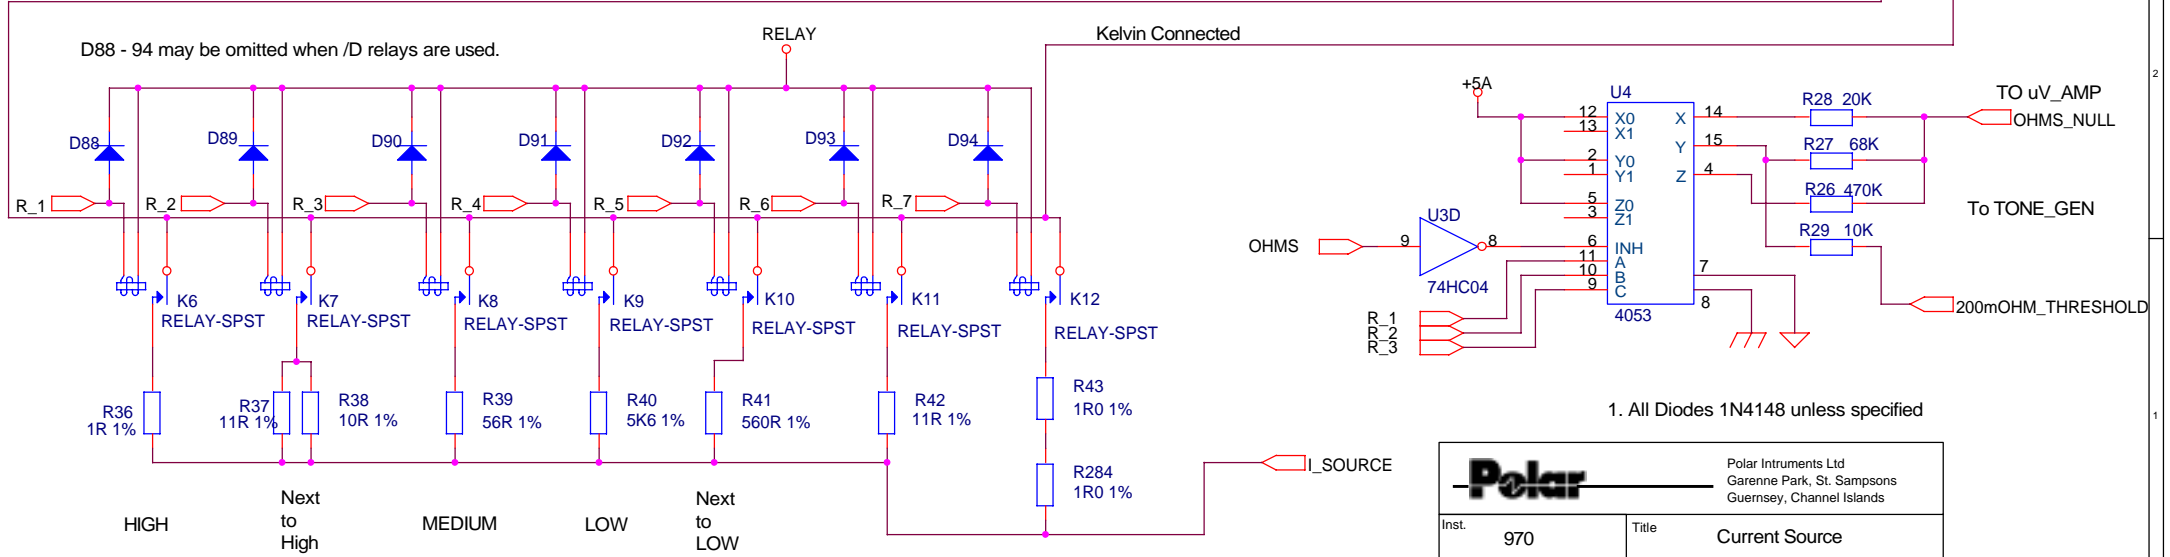 D88 - 94 may be omitted when /D relays are used.
RELAY
Kelvin Connected
2
D88
D89
D90
D91
D92
D93
D94
R_1
R_2
R_3
R_4
R_5
R_6
R_7
K6
RELAY-SPST
K7
RELAY-SPST
K8
RELAY-SPST
K9
RELAY-SPST
K10
RELAY-SPST
K11
RELAY-SPST
K12
RELAY-SPST
R36
1R 1%
R37
11R 1%
R38
10R 1%
R39
56R 1%
R40
5K6 1%
R41
560R 1%
R42
11R 1%
R43
1R0 1%
R284
1R0 1%
I_SOURCE
HIGH
Next
to
High
MEDIUM
LOW
Next
to
LOW
+5A
U4
12 X0 X 14
13 X1
Y 15
2 Y0
1 Y1
Z 4
5 Z0
3 Z1
6 INH
11 A 7
10 B
9 C
8
4053
R28 20K
R27 68K
R26 470K
R29 10K
TO uV_AMP
OHMS_NULL
To TONE_GEN
200mOHM_THRESHOLD
OHMS
9
U3D
8
74HC04
R_1
R_2
R_3
1. All Diodes 1N4148 unless specified
1
Polar
Polar Intruments Ltd
Garenne Park, St. Sampsons
Guernsey, Channel Islands
Inst.
970
Title
Current Source